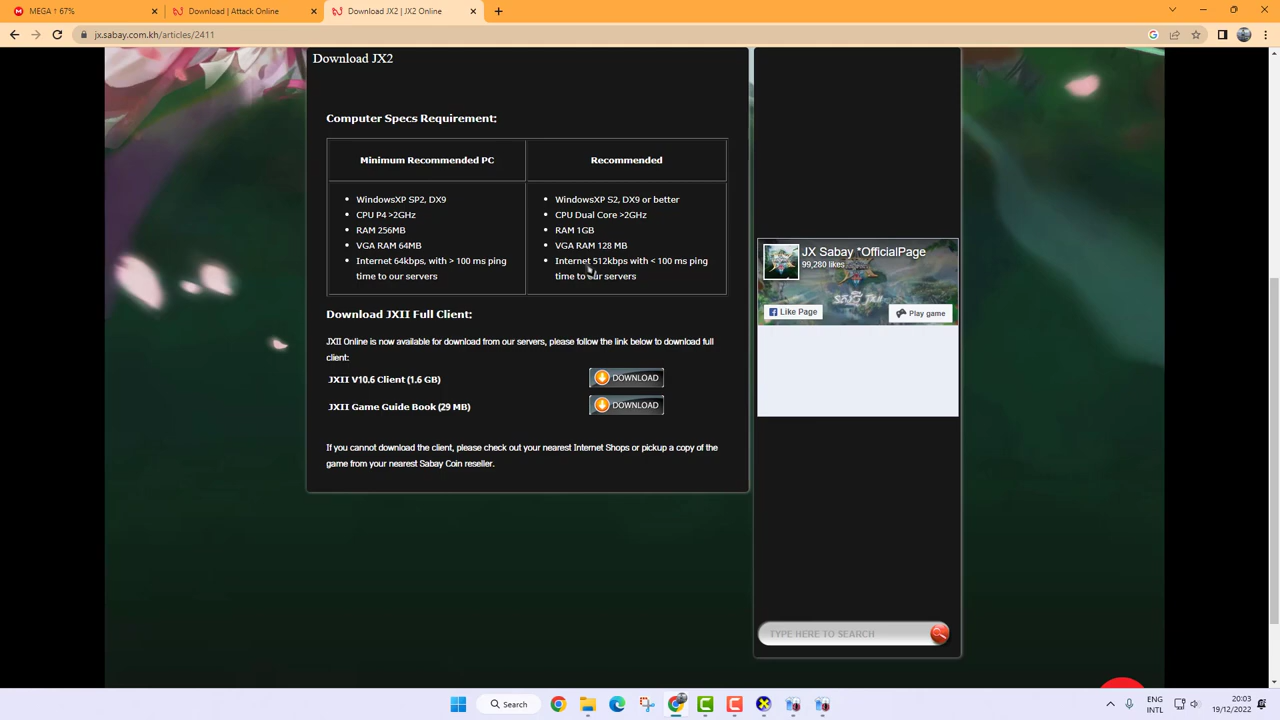 MEGA ↑ 67%
Download | Attack Online
Download JX2 | JX2 Online
jx.sabay.com.kh/articles/2411
Download JX2
Computer Specs Requirement:
Minimum Recommended PC
Recommended
WindowsXP SP2, DX9
CPU P4 >2GHz
RAM 256MB
VGA RAM 64MB
Internet 64kbps, with > 100 ms ping
time to our servers
WindowsXP S2, DX9 or better
CPU Dual Core >2GHz
RAM 1GB
VGA RAM 128 MB
Internet 512kbps with < 100 ms ping
time to our servers
Download JXII Full Client:
JXII Online is now available for download from our servers, please follow the link below to download full
client:
JXII V10.6 Client (1.6 GB)
DOWNLOAD
JXII Game Guide Book (29 MB)
DOWNLOAD
If you cannot download the client, please check out your nearest Internet Shops or pickup a copy of the
game from your nearest Sabay Coin reseller.
JX Sabay *OfficialPage
99,280 likes
Like Page
Play game
TYPE HERE TO SEARCH
Search
ENG
INTL
20:03
19/12/2022